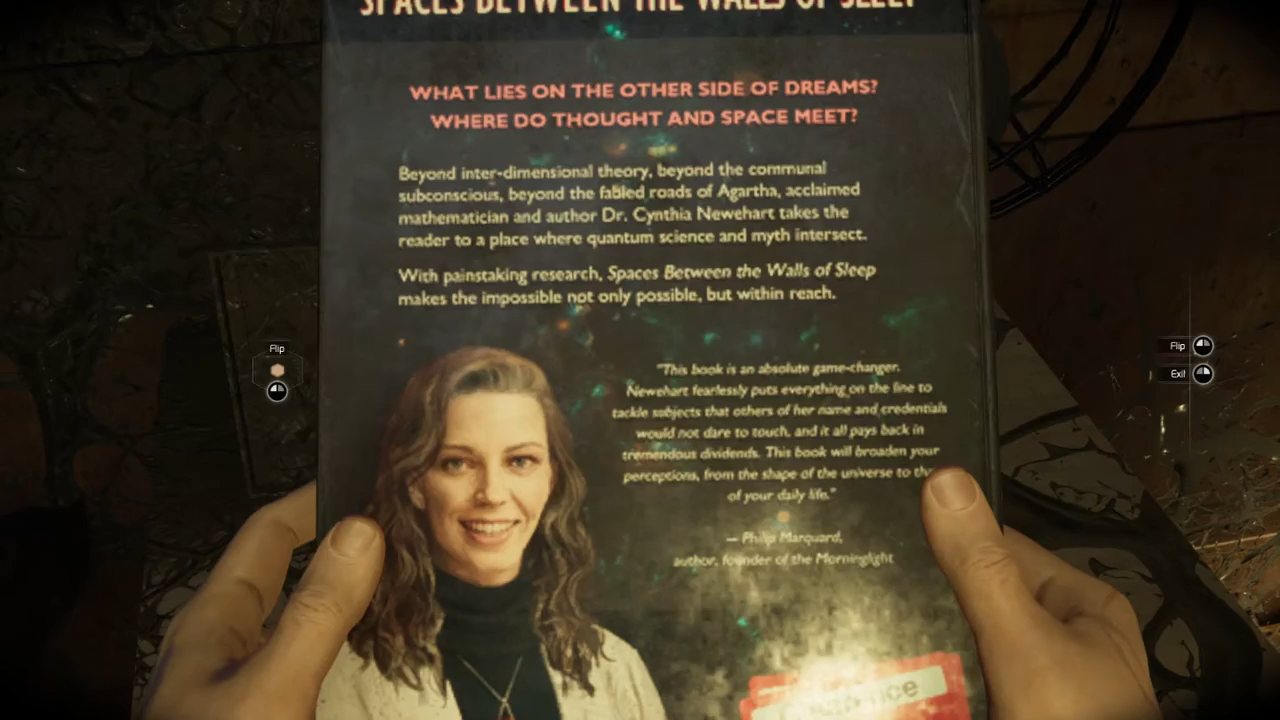 SPACES BETWEEN THE WALLS OF SLEEP
WHAT LIES ON THE OTHER SIDE OF DREAMS?
WHERE DO THOUGHT AND SPACE MEET?
Beyond inter-dimensional theory, beyond the communal
subconscious, beyond the fabled roads of Agartha, acclaimed
mathematician and author Dr. Cynthia Newehart takes the
reader to a place where quantum science and myth intersect.
With painstaking research, Spaces Between the Walls of Sleep
makes the impossible not only possible, but within reach.
Flip
Flip
Exit
"This book is an absolute game-changer.
Newehart fearlessly puts everything on the line to
tackle subjects that others of her name and credentials
would not dare to touch, and it all pays back in
tremendous dividends. This book will broaden your
perceptions, from the shape of the universe to
of your daily life."
— Philip Marquard,
author, founder of the Morninglight